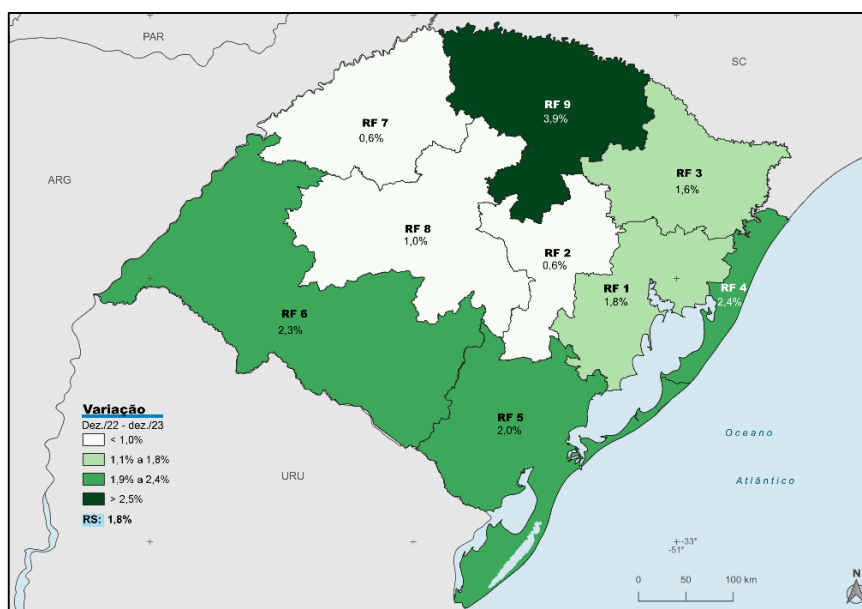 PAR
SC
RF 9
3,9%
RF 7
0,6%
RF 3
1,6%
ARG
RF 8
1,0%
RF 2
0,6%
RF 1
1,8%
RF 4
2,4%
RF 6
2,3%
RF 5
2,0%
Variação
Dez./22 - dez./23
< 1,0%
1,1% a 1,8%
1,9% a 2,4%
> 2,5%
RS: 1,8%
URU
Oceano
Atlântico
-33°
-51°
0 50 100 km
N